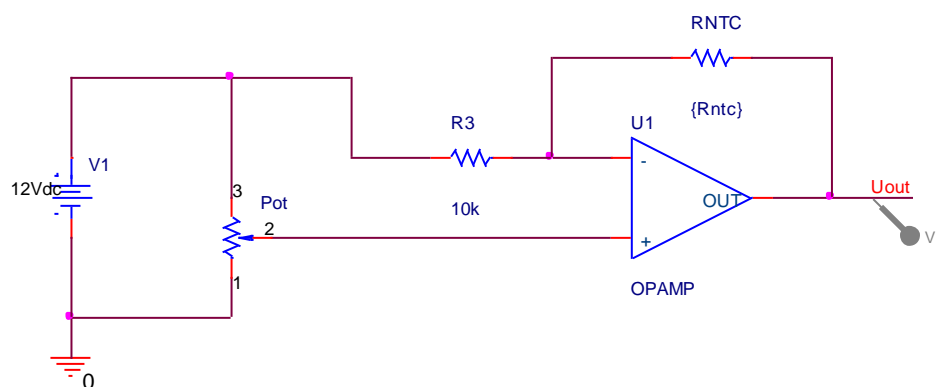 RNTC
{Rntc}
U1
R3
V1
12Vdc
-
3
Pot
OUT
Uout
10k
2
+
V
1
OPAMP
0